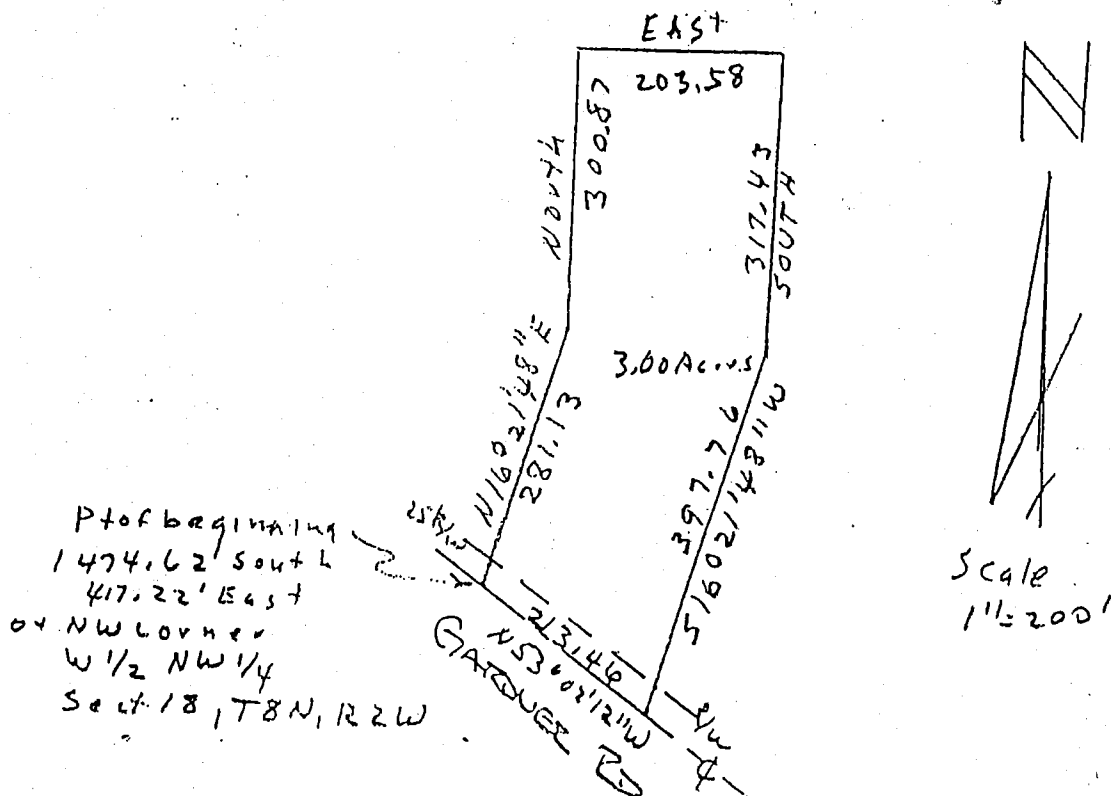 EAST
203.58
N
NORTH
300.87
317.43
SOUTH
N16°21'48"E
281.13
3.00 Acres
397.76
S16°21'48"W
Pt of beginning
1474.62' South
417.22' East
of NW corner
W 1/2 NW 1/4
Sect. 18, T8N, R2W
25' R/W
213.46
N53°02'12"W
R/W
GARDNER RD
℄
Scale
1"=200'